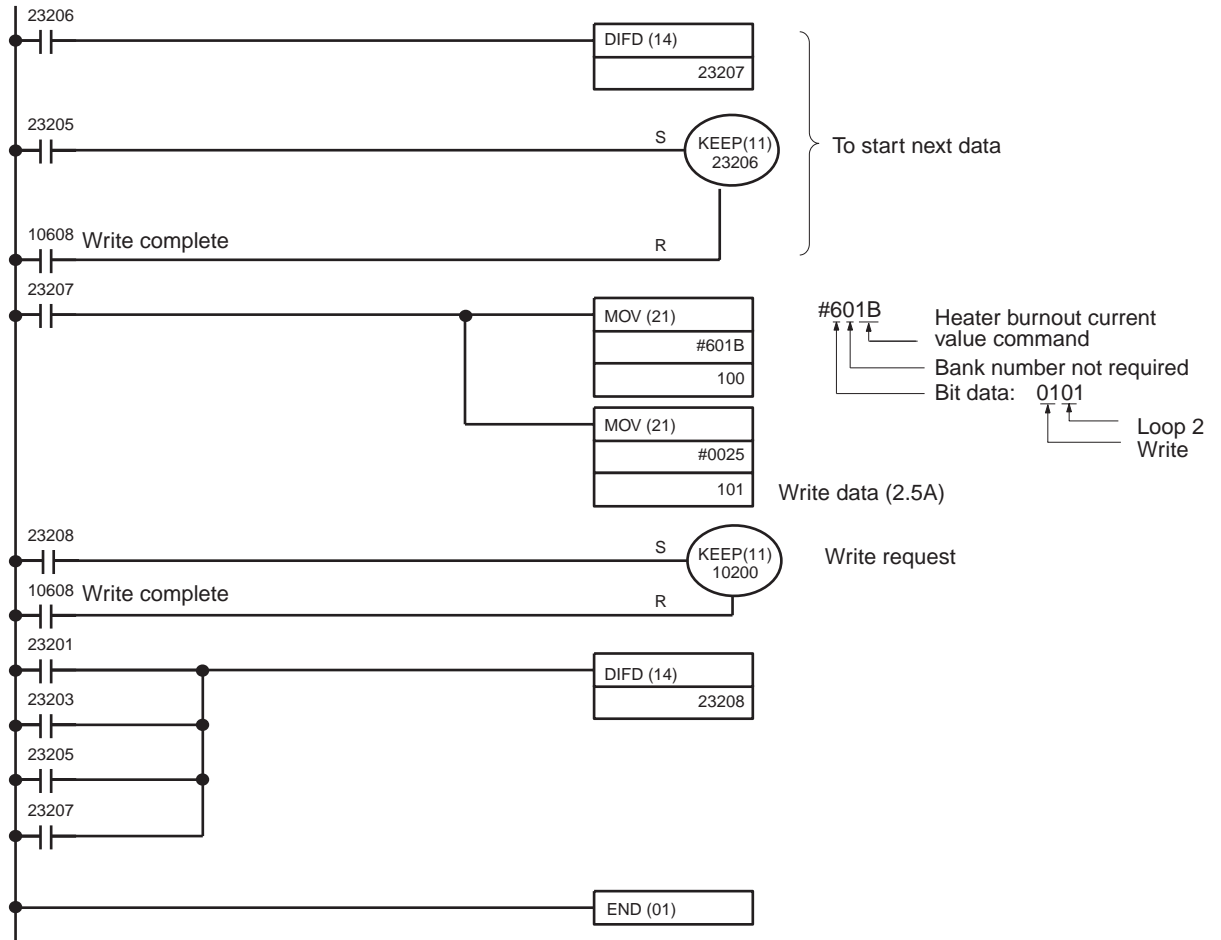 23206
DIFD (14)
23207
23205
S
KEEP(11)
23206
To start next data
10608 Write complete
R
23207
MOV (21)
#601B
100
#601B
Heater burnout current
value command
Bank number not required
Bit data: 0101
Loop 2
Write
MOV (21)
#0025
101
Write data (2.5A)
23208
S
KEEP(11)
10200
Write request
10608 Write complete
R
23201
DIFD (14)
23208
23203
23205
23207
END (01)